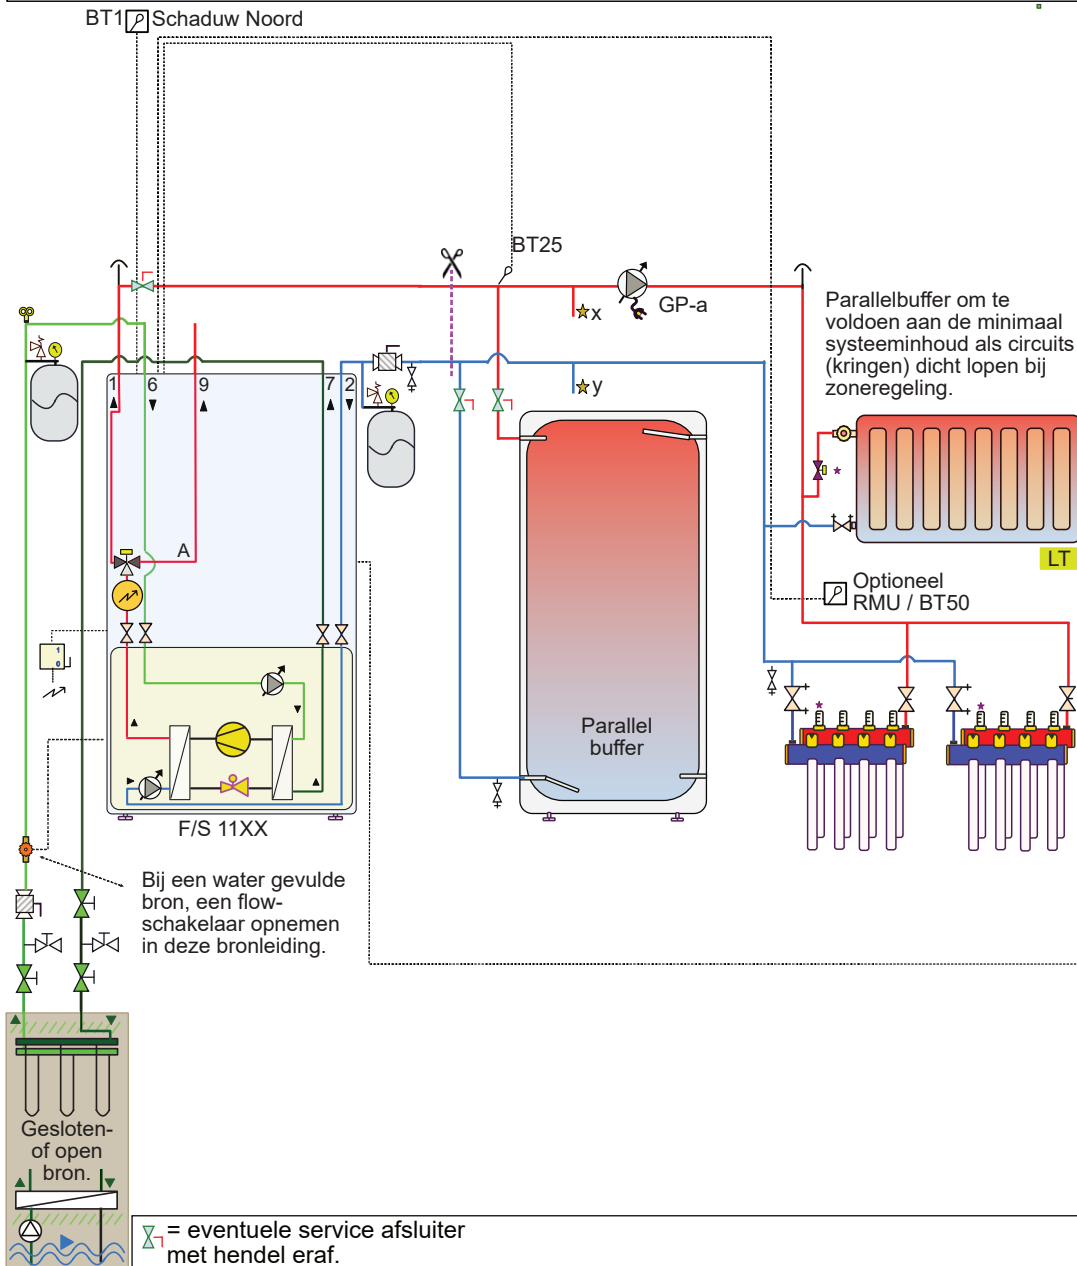 BT1 Schaduw Noord
BT25
GP-a
x
y
Parallelbuffer om te
voldoen aan de minimaal
systeeminhoud als circuits
(kringen) dicht lopen bij
zoneregeling.
1 6 9 7 2
A
LT
Optioneel
RMU / BT50
1
0
Parallel
buffer
F/S 11XX
Bij een water gevulde
bron, een flow-
schakelaar opnemen
in deze bronleiding.
Gesloten-
of open
bron.
= eventuele service afsluiter
met hendel eraf.